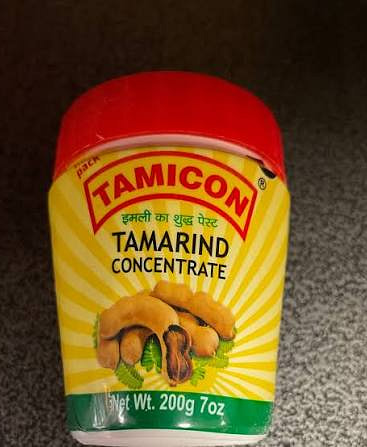 pack
TAMICON®
इमली का शुद्ध पेस्ट
TAMARIND
CONCENTRATE
Net Wt. 200g 7oz